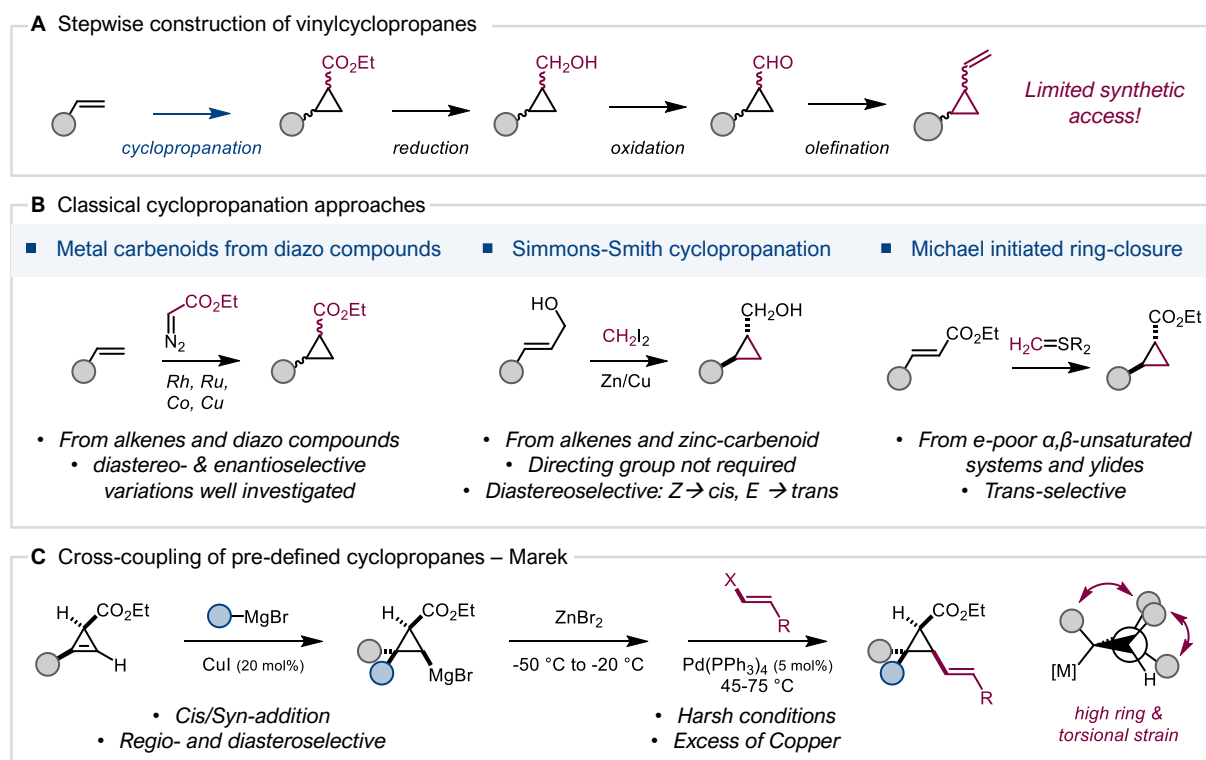 A Stepwise construction of vinylcyclopropanes
CO2Et
CH2OH
CHO
Limited synthetic
access!
cyclopropanation
reduction
oxidation
olefination
B Classical cyclopropanation approaches
▪ Metal carbenoids from diazo compounds
▪ Simmons-Smith cyclopropanation
▪ Michael initiated ring-closure
CO2Et
N2
Rh, Ru,
Co, Cu
CO2Et
HO
CH2I2
Zn/Cu
CH2OH
CO2Et
H2C=SR2
CO2Et
• From alkenes and diazo compounds
• diastereo- & enantioselective
variations well investigated
• From alkenes and zinc-carbenoid
• Directing group not required
• Diastereoselective: Z→ cis, E → trans
• From e-poor α,β-unsaturated
systems and ylides
• Trans-selective
C Cross-coupling of pre-defined cyclopropanes – Marek
H
CO2Et
H
MgBr
CuI (20 mol%)
H
CO2Et
MgBr
ZnBr2
-50 °C to -20 °C
X
R
Pd(PPh3)4 (5 mol%)
45-75 °C
H
CO2Et
R
[M]
H
high ring &
torsional strain
• Cis/Syn-addition
• Regio- and diasteroselective
• Harsh conditions
• Excess of Copper